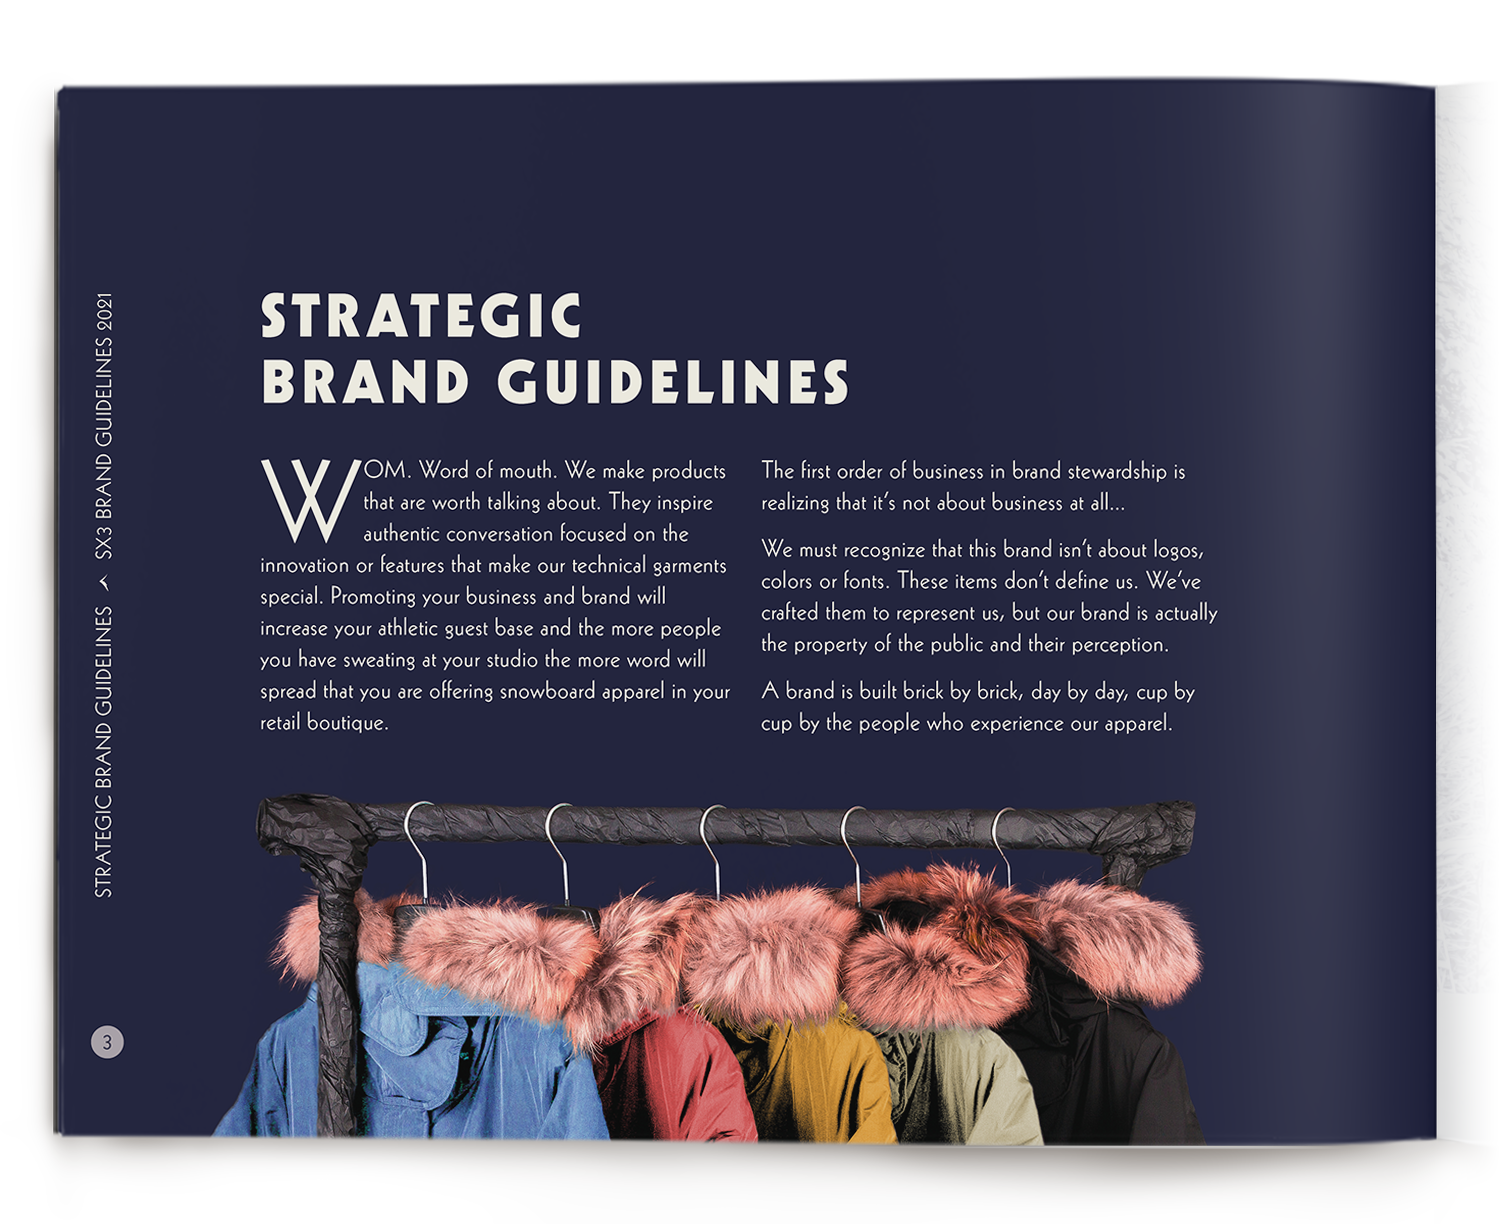 STRATEGIC
BRAND GUIDELINES
WOM. Word of mouth. We make products
that are worth talking about. They inspire
authentic conversation focused on the
innovation or features that make our technical garments
special. Promoting your business and brand will
increase your athletic guest base and the more people
you have sweating at your studio the more word will
spread that you are offering snowboard apparel in your
retail boutique.
The first order of business in brand stewardship is
realizing that it's not about business at all...
We must recognize that this brand isn't about logos,
colors or fonts. These items don't define us. We've
crafted them to represent us, but our brand is actually
the property of the public and their perception.
A brand is built brick by brick, day by day, cup by
cup by the people who experience our apparel.
STRATEGIC BRAND GUIDELINES SX3 BRAND GUIDELINES 2021
3